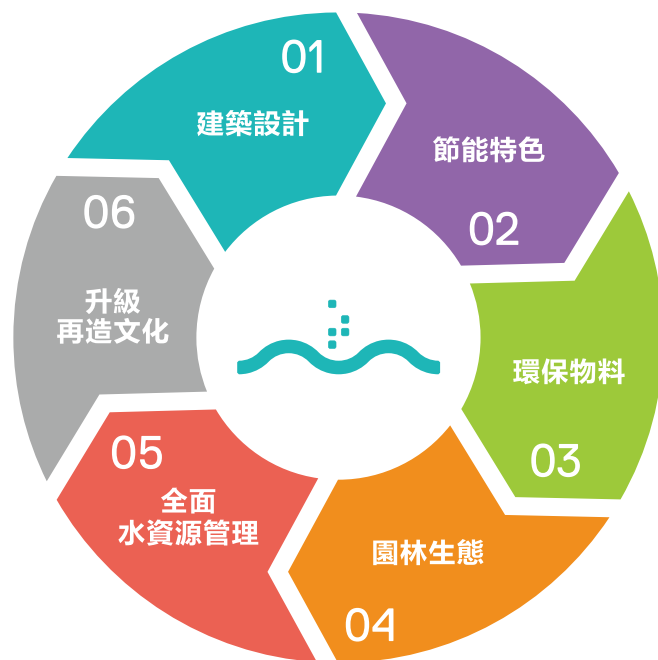 01
建築設計
節能特色
02
環保物料
03
園林生態
04
05
全面
水資源管理
06
升級
再造文化